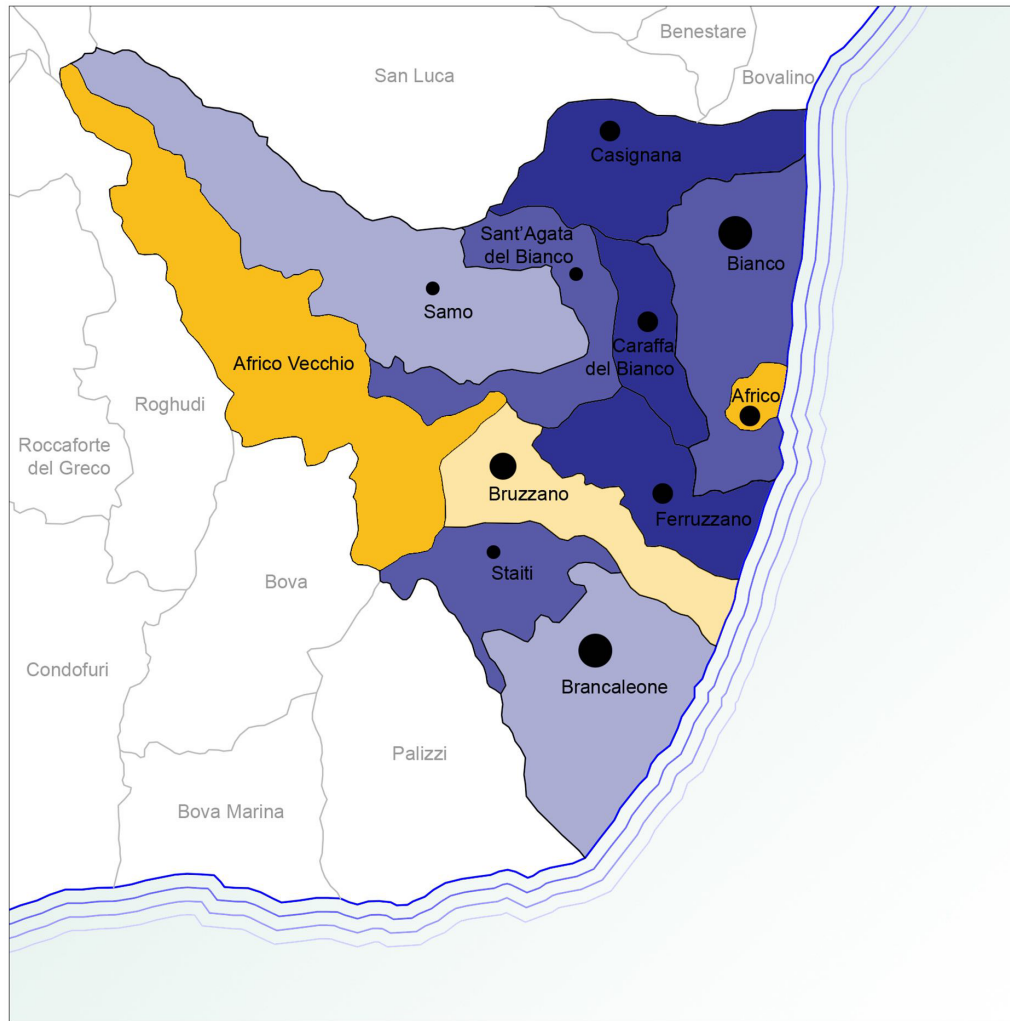 Benestare
San Luca
Bovalino
Casignana
Sant'Agata
del Bianco
Bianco
Samo
Caraffa
del Bianco
Africo Vecchio
Africo
Roghudi
Roccaforte
del Greco
Bruzzano
Ferruzzano
Staiti
Bova
Condofuri
Brancaleone
Palizzi
Bova Marina